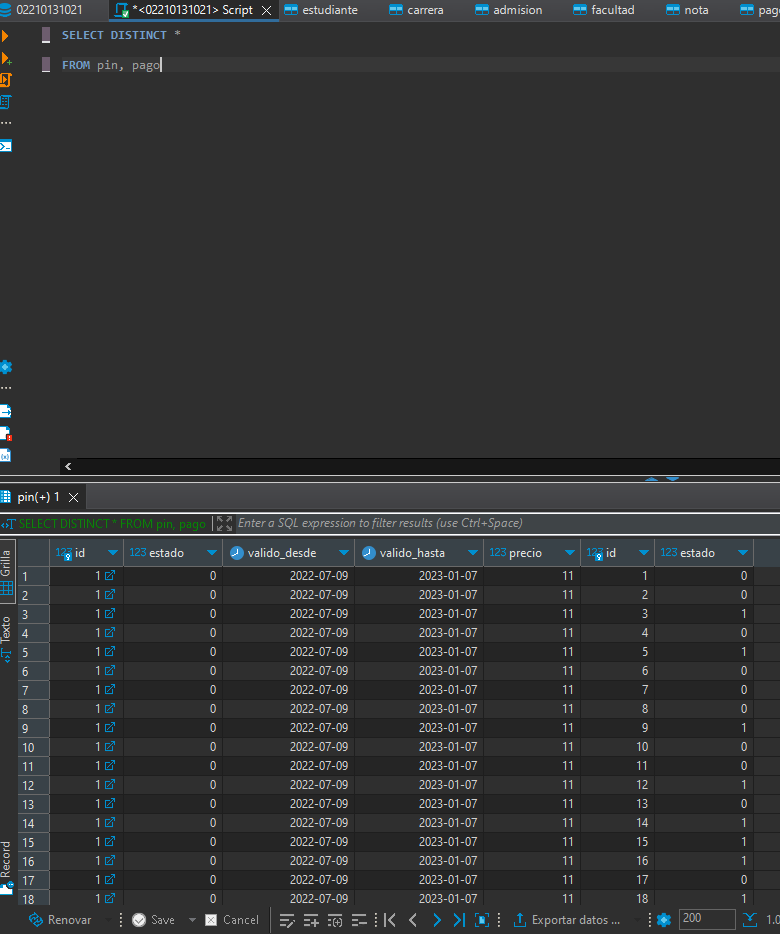 02210131021 *<02210131021> Script estudiante carrera admision facultad nota pag
SELECT DISTINCT *
FROM pin, pago
pin(+) 1
SELECT DISTINCT * FROM pin, pago Enter a SQL expression to filter results (use Ctrl+Space)
Grilla
Texto
Record
123 id 123 estado valido_desde valido_hasta 123 precio 123 id 123 estado
1 1 0 2022-07-09 2023-01-07 11 1 0
2 1 0 2022-07-09 2023-01-07 11 2 0
3 1 0 2022-07-09 2023-01-07 11 3 1
4 1 0 2022-07-09 2023-01-07 11 4 0
5 1 0 2022-07-09 2023-01-07 11 5 1
6 1 0 2022-07-09 2023-01-07 11 6 0
7 1 0 2022-07-09 2023-01-07 11 7 0
8 1 0 2022-07-09 2023-01-07 11 8 0
9 1 0 2022-07-09 2023-01-07 11 9 1
10 1 0 2022-07-09 2023-01-07 11 10 0
11 1 0 2022-07-09 2023-01-07 11 11 0
12 1 0 2022-07-09 2023-01-07 11 12 1
13 1 0 2022-07-09 2023-01-07 11 13 0
14 1 0 2022-07-09 2023-01-07 11 14 1
15 1 0 2022-07-09 2023-01-07 11 15 1
16 1 0 2022-07-09 2023-01-07 11 16 1
17 1 0 2022-07-09 2023-01-07 11 17 0
18 1 0 2022-07-09 2023-01-07 11 18 1
Renovar Save Cancel Exportar datos ... 200 1.0